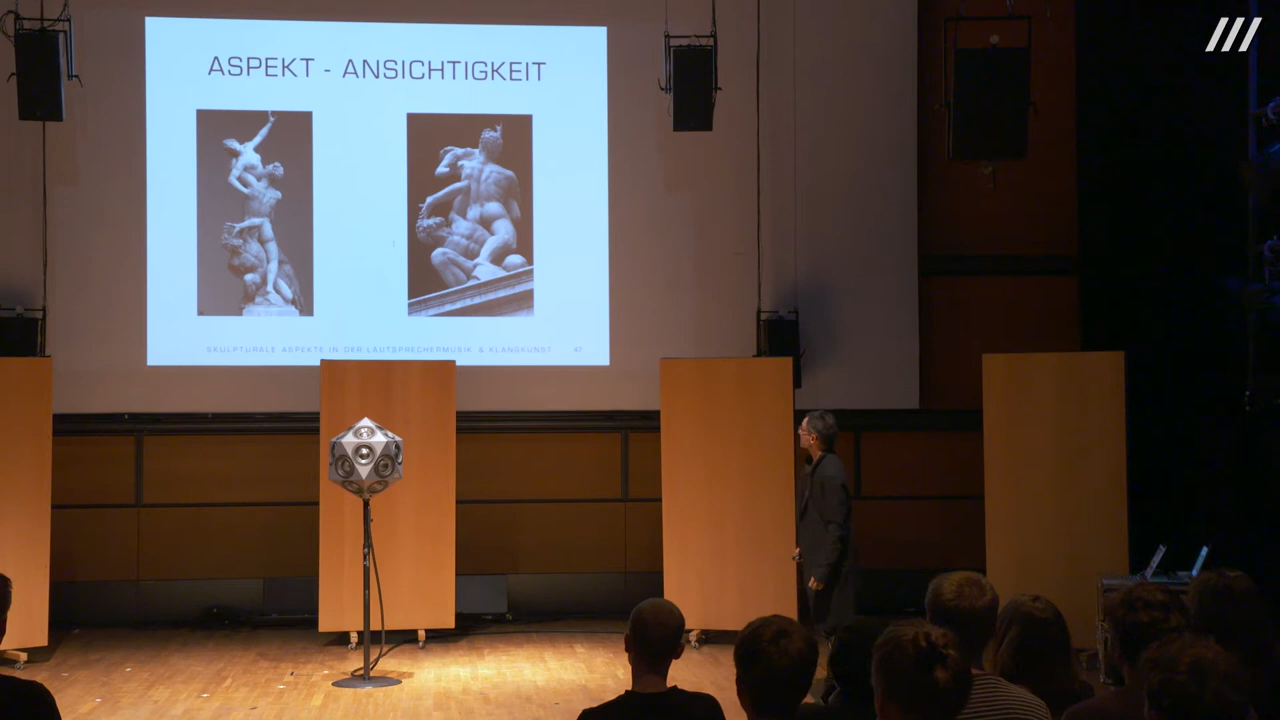 ASPEKT - ANSICHTIGKEIT
SKULPTURALE ASPEKTE IN DER LAUTSPRECHERMUSIK & KLANGKUNST 47